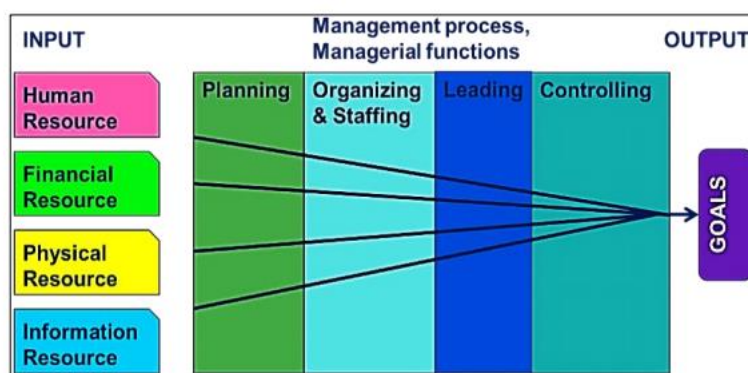 INPUT
Management process,
Managerial functions
OUTPUT
Human
Resource
Financial
Resource
Physical
Resource
Information
Resource
Planning
Organizing
& Staffing
Leading
Controlling
GOALS